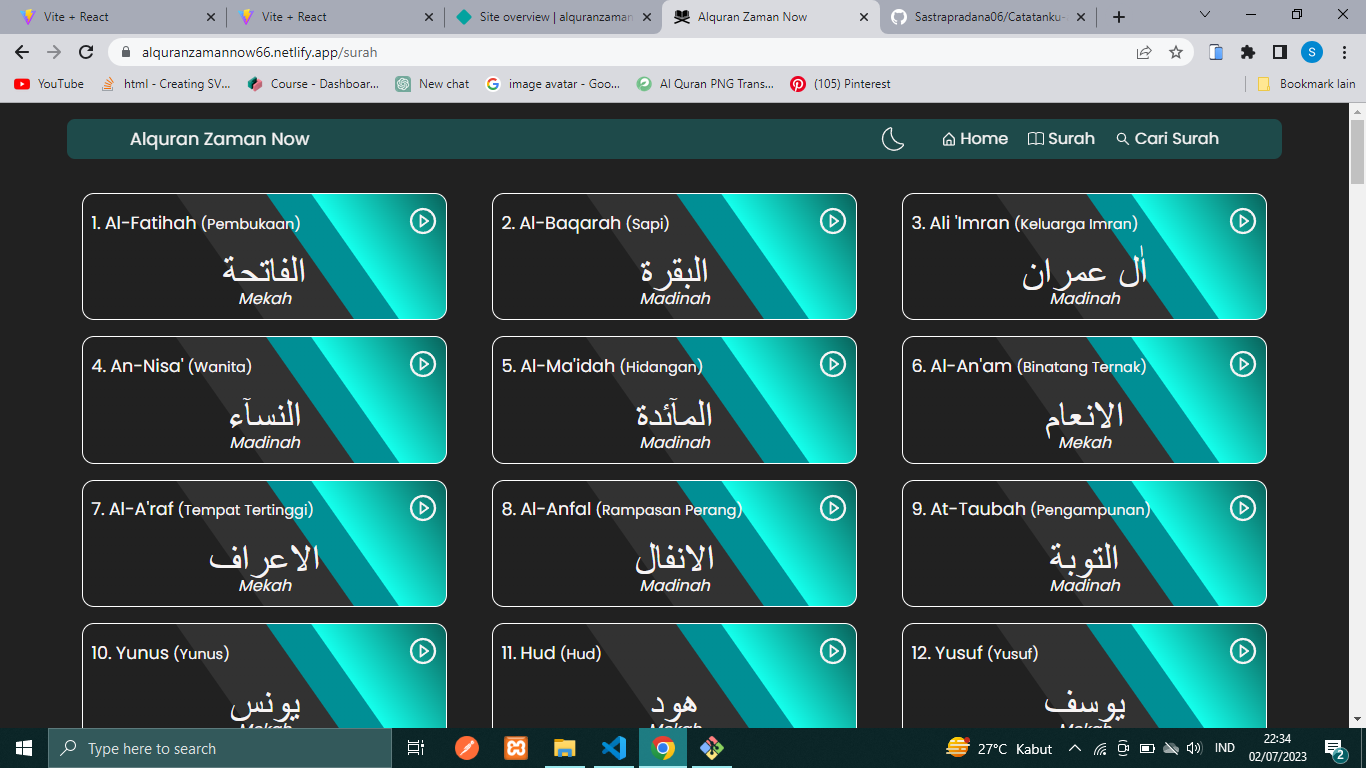 Vite + React
Vite + React
Site overview | alquranzaman
Alquran Zaman Now
Sastrapradana06/Catatanku-
alquranzamannow66.netlify.app/surah
S
YouTube
html - Creating SV...
Course - Dashboar...
New chat
image avatar - Goo...
Al Quran PNG Trans...
(105) Pinterest
Bookmark lain
Alquran Zaman Now
Home
Surah
Cari Surah
1. Al-Fatihah (Pembukaan)
الفاتحة
Mekah
2. Al-Baqarah (Sapi)
البقرة
Madinah
3. Ali 'Imran (Keluarga Imran)
اٰل عمران
Madinah
4. An-Nisa' (Wanita)
النساۤء
Madinah
5. Al-Ma'idah (Hidangan)
الماۤئدة
Madinah
6. Al-An'am (Binatang Ternak)
الانعام
Mekah
7. Al-A'raf (Tempat Tertinggi)
الاعراف
Mekah
8. Al-Anfal (Rampasan Perang)
الانفال
Madinah
9. At-Taubah (Pengampunan)
التوبة
Madinah
10. Yunus (Yunus)
يونس
Mekah
11. Hud (Hud)
هود
Mekah
12. Yusuf (Yusuf)
يوسف
Mekah
Type here to search
27°C Kabut
IND
22:34
02/07/2023
2